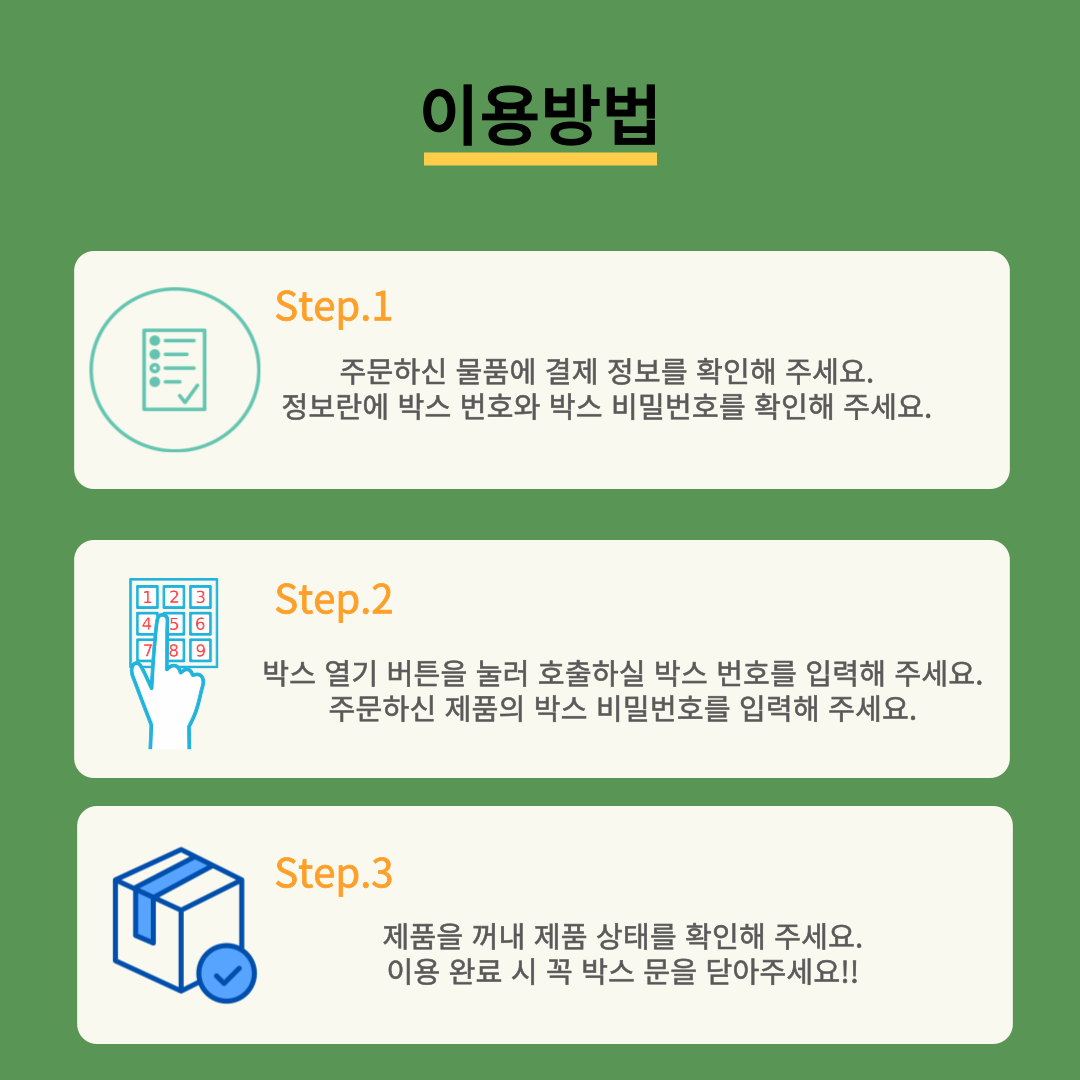 이용방법
Step.1
주문하신 물품에 결제 정보를 확인해 주세요.
정보란에 박스 번호와 박스 비밀번호를 확인해 주세요.
1 2 3
4 5 6
7 8 9
Step.2
박스 열기 버튼을 눌러 호출하실 박스 번호를 입력해 주세요.
주문하신 제품의 박스 비밀번호를 입력해 주세요.
Step.3
제품을 꺼내 제품 상태를 확인해 주세요.
이용 완료 시 꼭 박스 문을 닫아주세요!!